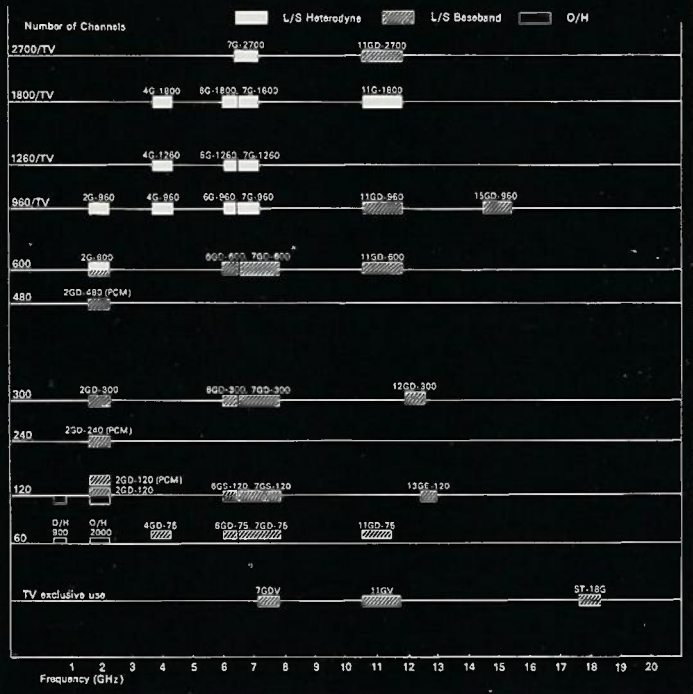 L/S Heterodyne L/S Baseband O/H
Number of Channels
7G-2700 11GD-2700
2700/TV
4G-1800 6G-1800, 7G-1600 11G-1800
1800/TV
4G-1260 5G-1260 7G-1260
1260/TV
2G-960 4G-960 6G-960 7G-960 11GD-960 15GD-960
960/TV
2G-600 6GD-600, 7GD-600 11GD-600
600
2GD-480 (PCM)
480
2GD-300 6GD-300, 7GD-300 12GD-300
300
2GD-240 (PCM)
240
2GD-120 (PCM)
2GD-120 6GS-120, 7GS-120 13GE-120
120
O/H O/H 4GD-75 6GD-75 7GD-75 11GD-75
900 2000
60
7GDV 11GV ST-18G
TV exclusive use
1 2 3 4 5 6 7 8 9 10 11 12 13 14 15 16 17 18 19 20
Frequency (GHz)